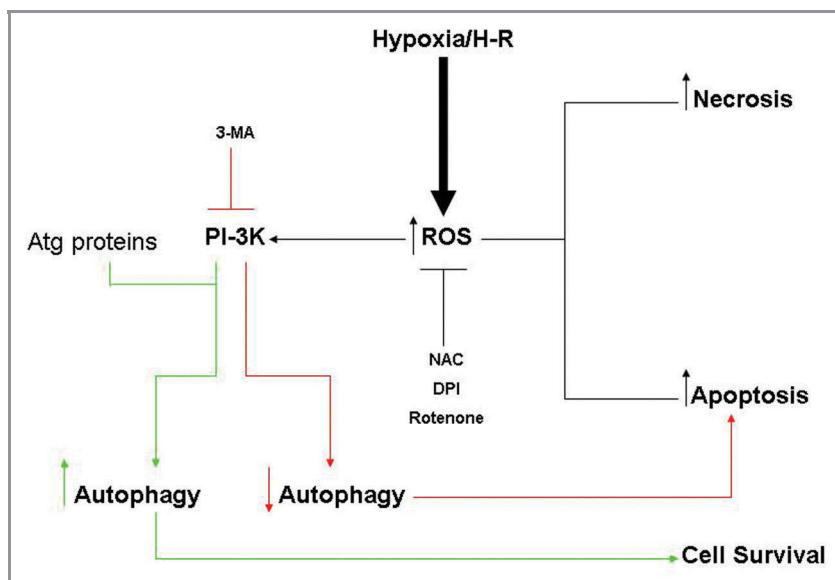 Hypoxia/H-R
Necrosis
3-MA
Atg proteins
PI-3K
ROS
NAC
DPI
Rotenone
Apoptosis
Autophagy
Autophagy
Cell Survival